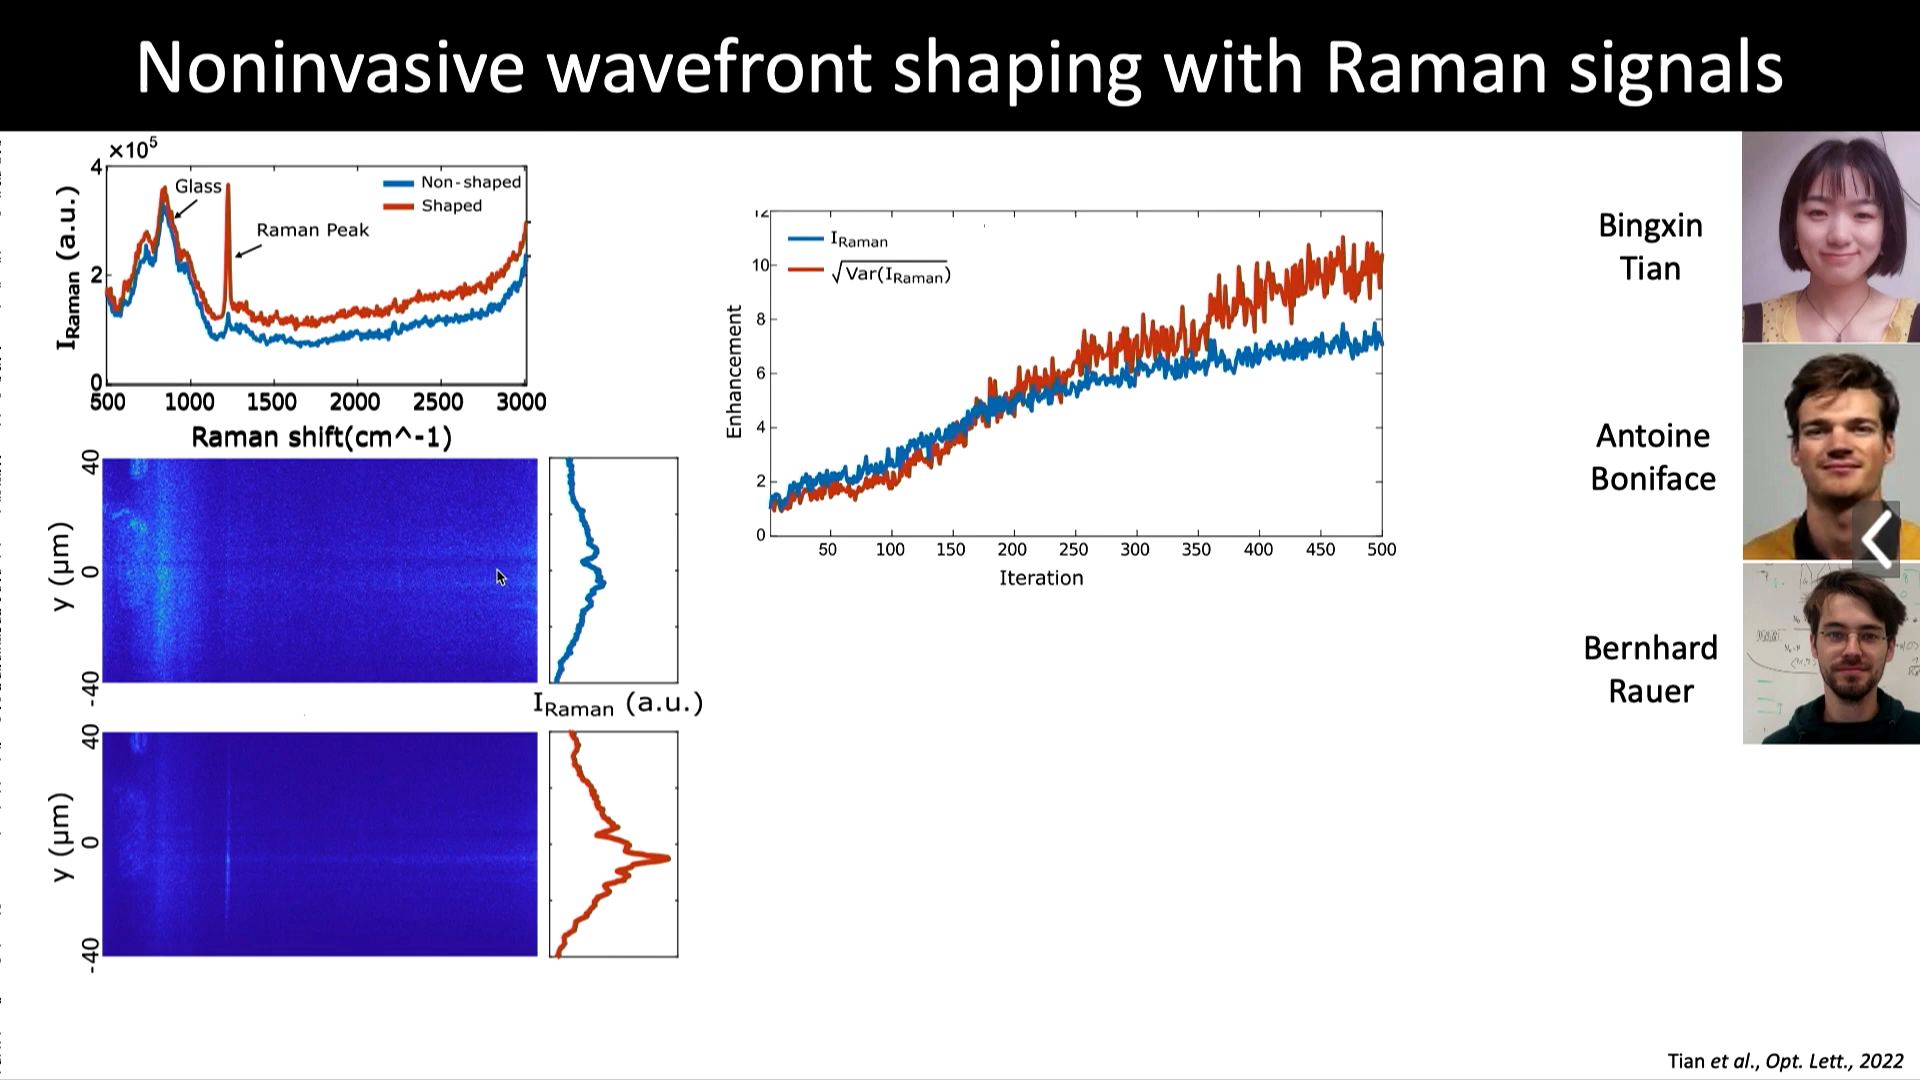 Noninvasive wavefront shaping with Raman signals
×10⁵
4
2
0
I_Raman (a.u.)
Glass
Raman Peak
Non-shaped
Shaped
500 1000 1500 2000 2500 3000
Raman shift(cm^-1)
40
0
-40
y (µm)
I_Raman (a.u.)
40
0
-40
y (µm)
12
10
8
6
4
2
0
Enhancement
I_Raman
√Var(I_Raman)
50 100 150 200 250 300 350 400 450 500
Iteration
Bingxin
Tian
Antoine
Boniface
Bernhard
Rauer
Tian et al., Opt. Lett., 2022